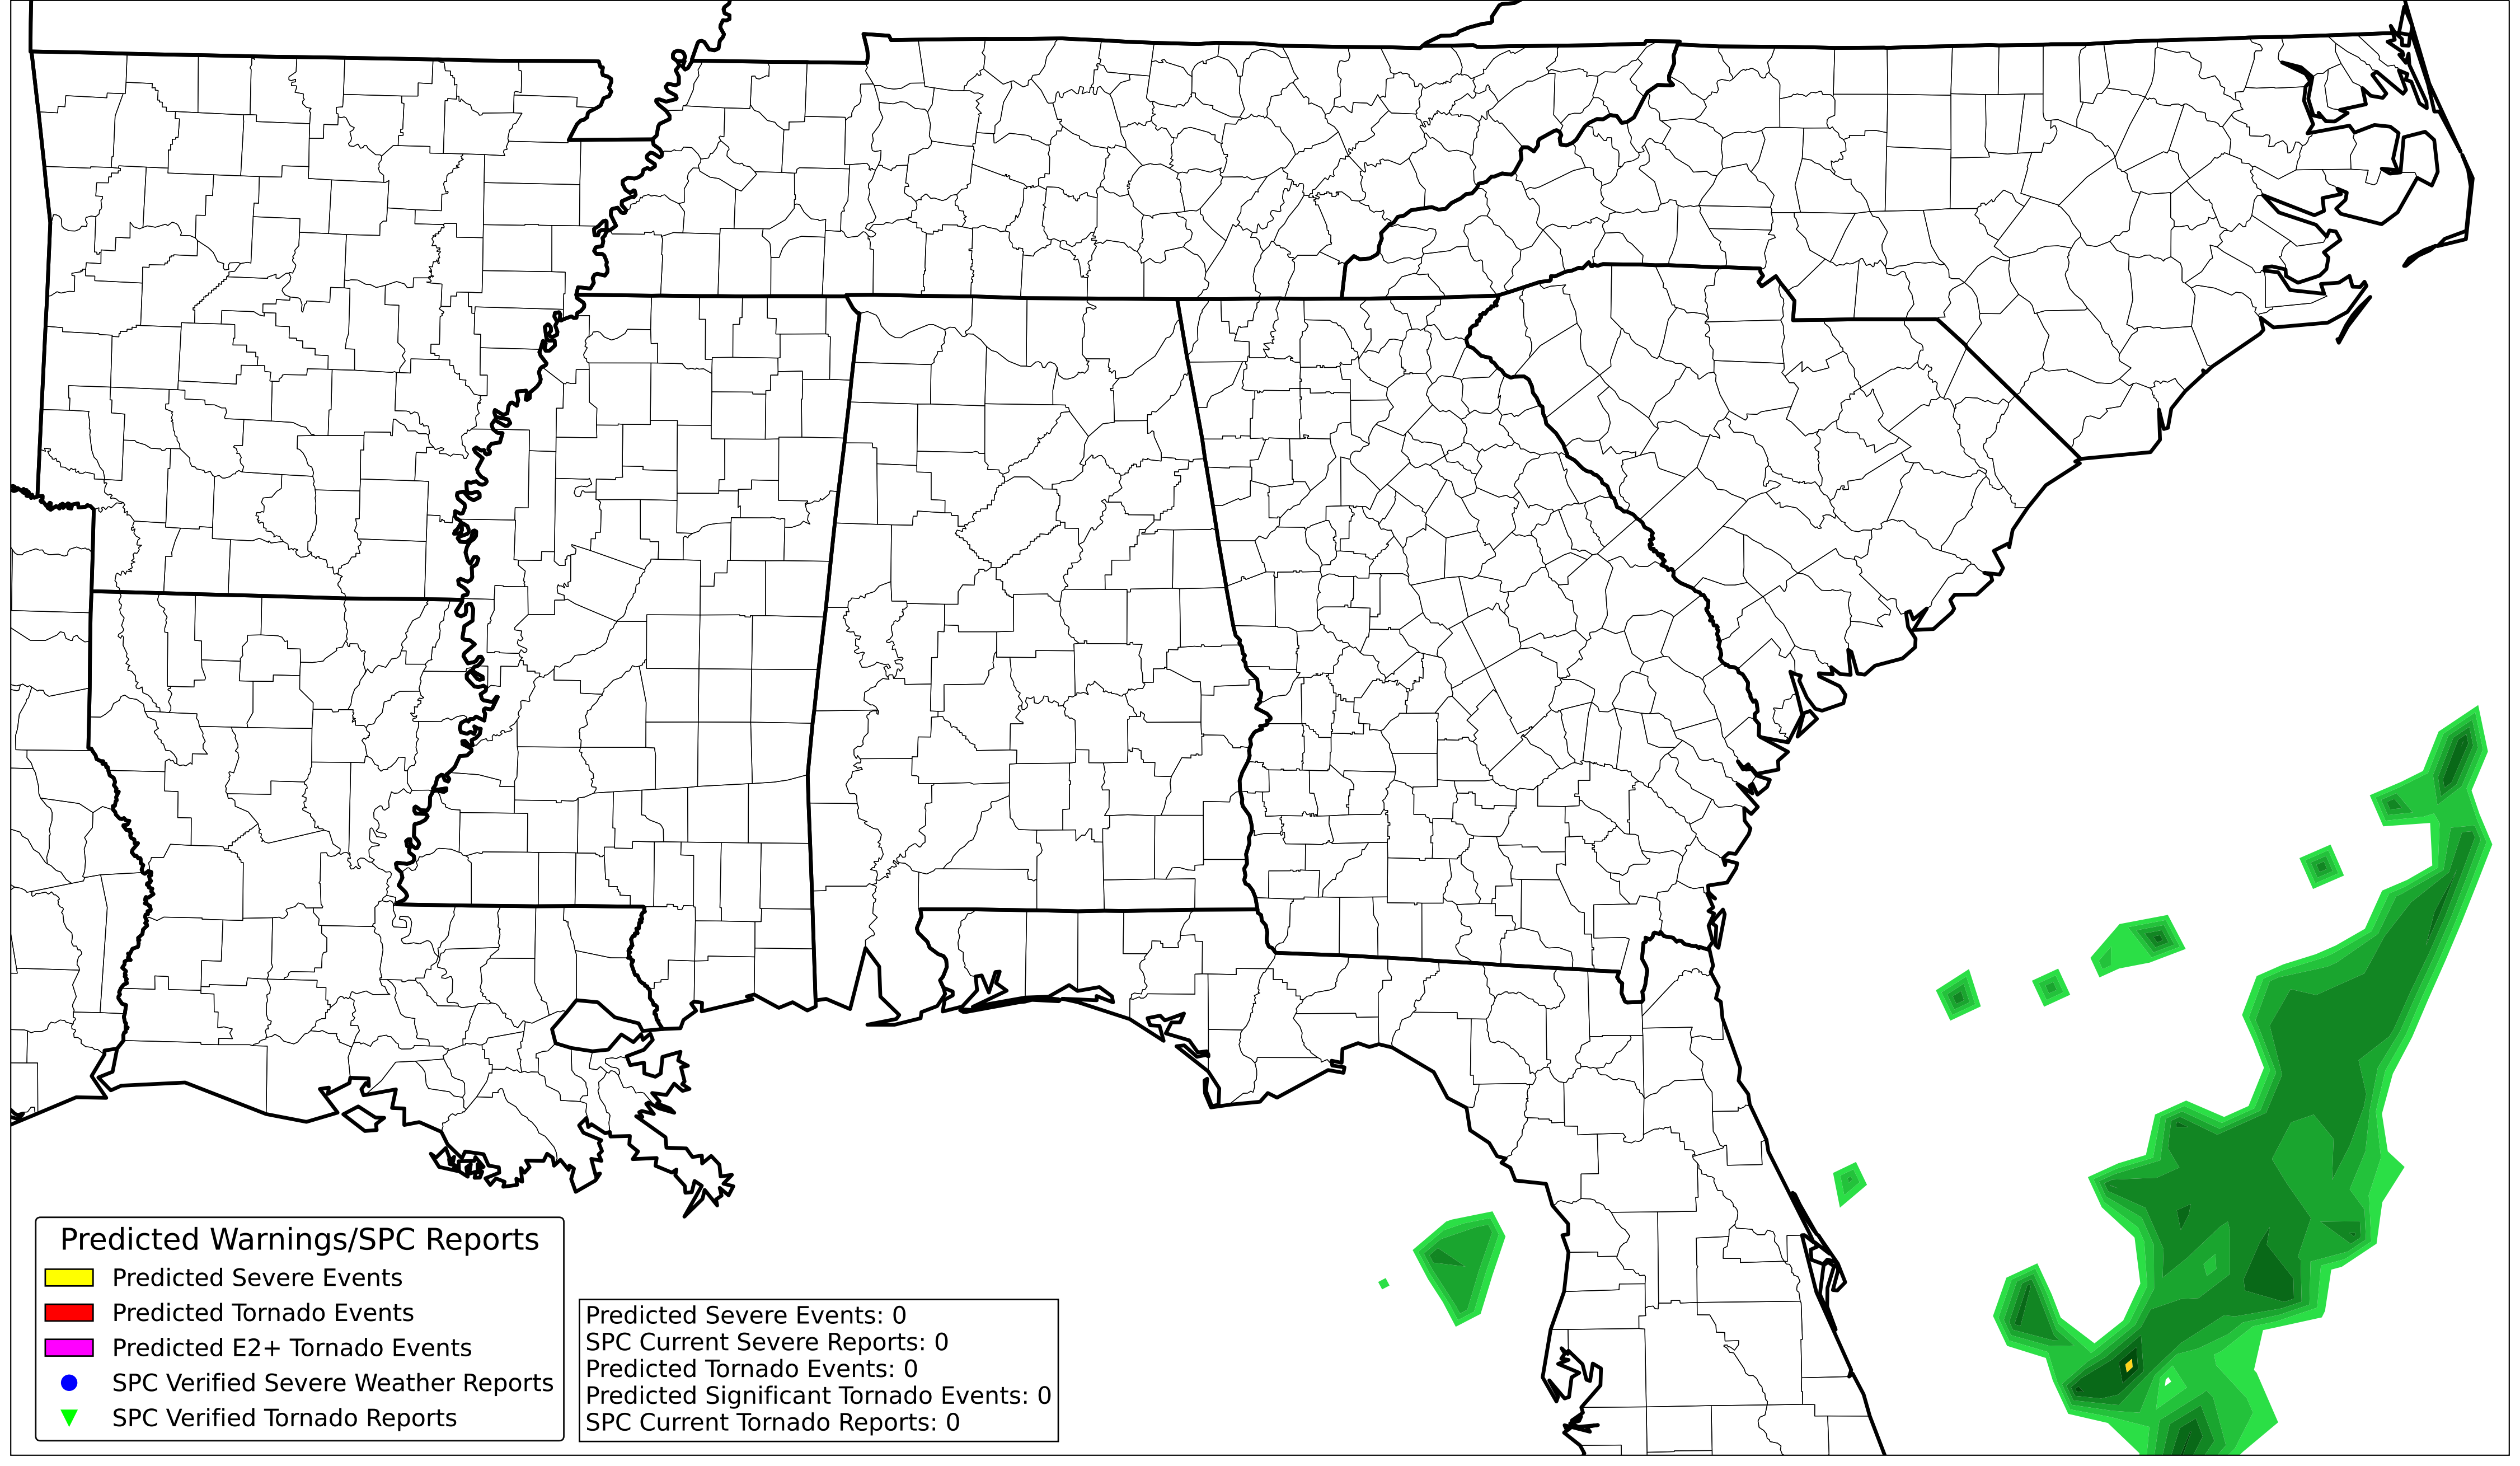 Predicted Warnings/SPC Reports
Predicted Severe Events
Predicted Tornado Events
Predicted E2+ Tornado Events
SPC Verified Severe Weather Reports
SPC Verified Tornado Reports
Predicted Severe Events: 0
SPC Current Severe Reports: 0
Predicted Tornado Events: 0
Predicted Significant Tornado Events: 0
SPC Current Tornado Reports: 0